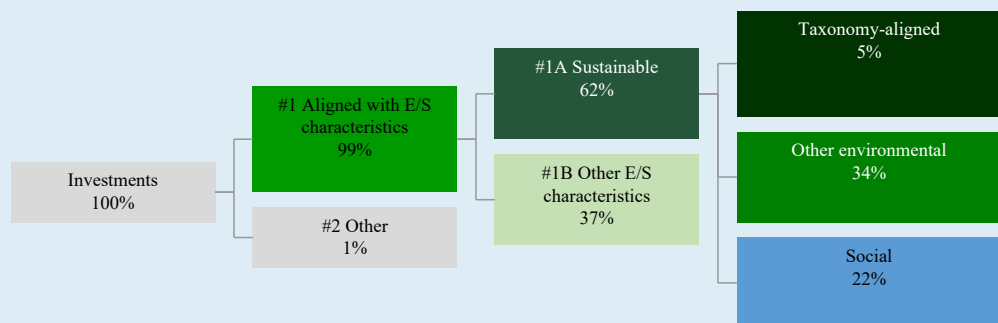 Investments
100%
#1 Aligned with E/S
characteristics
99%
#2 Other
1%
#1A Sustainable
62%
#1B Other E/S
characteristics
37%
Taxonomy-aligned
5%
Other environmental
34%
Social
22%